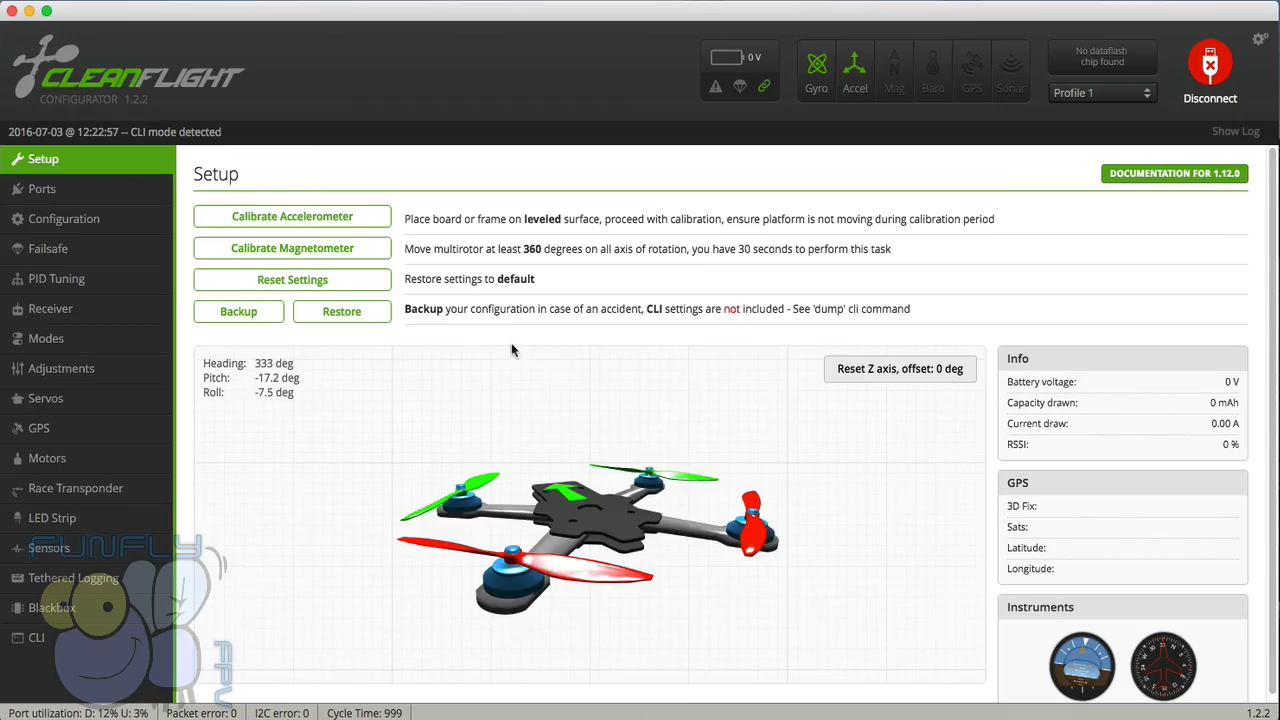 CLEANFLIGHT
CONFIGURATOR 1.2.2
0 V
Gyro
Accel
Mag
Baro
GPS
Sonar
No dataflash
chip found
Profile 1
Disconnect
2016-07-03 @ 12:22:57 -- CLI mode detected
Show Log
Setup
Ports
Configuration
Failsafe
PID Tuning
Receiver
Modes
Adjustments
Servos
GPS
Motors
Race Transponder
LED Strip
Sensors
Tethered Logging
Blackbox
CLI
FUNFLY
FPV
Setup
DOCUMENTATION FOR 1.12.0
Calibrate Accelerometer
Place board or frame on leveled surface, proceed with calibration, ensure platform is not moving during calibration period
Calibrate Magnetometer
Move multirotor at least 360 degrees on all axis of rotation, you have 30 seconds to perform this task
Reset Settings
Restore settings to default
Backup
Restore
Backup your configuration in case of an accident, CLI settings are not included - See 'dump' cli command
Heading: 333 deg
Pitch: -17.2 deg
Roll: -7.5 deg
Reset Z axis, offset: 0 deg
Info
Battery voltage: 0 V
Capacity drawn: 0 mAh
Current draw: 0.00 A
RSSI: 0 %
GPS
3D Fix:
Sats:
Latitude:
Longitude:
Instruments
Port utilization: D: 12% U: 3%
Packet error: 0
I2C error: 0
Cycle Time: 999
1.2.2